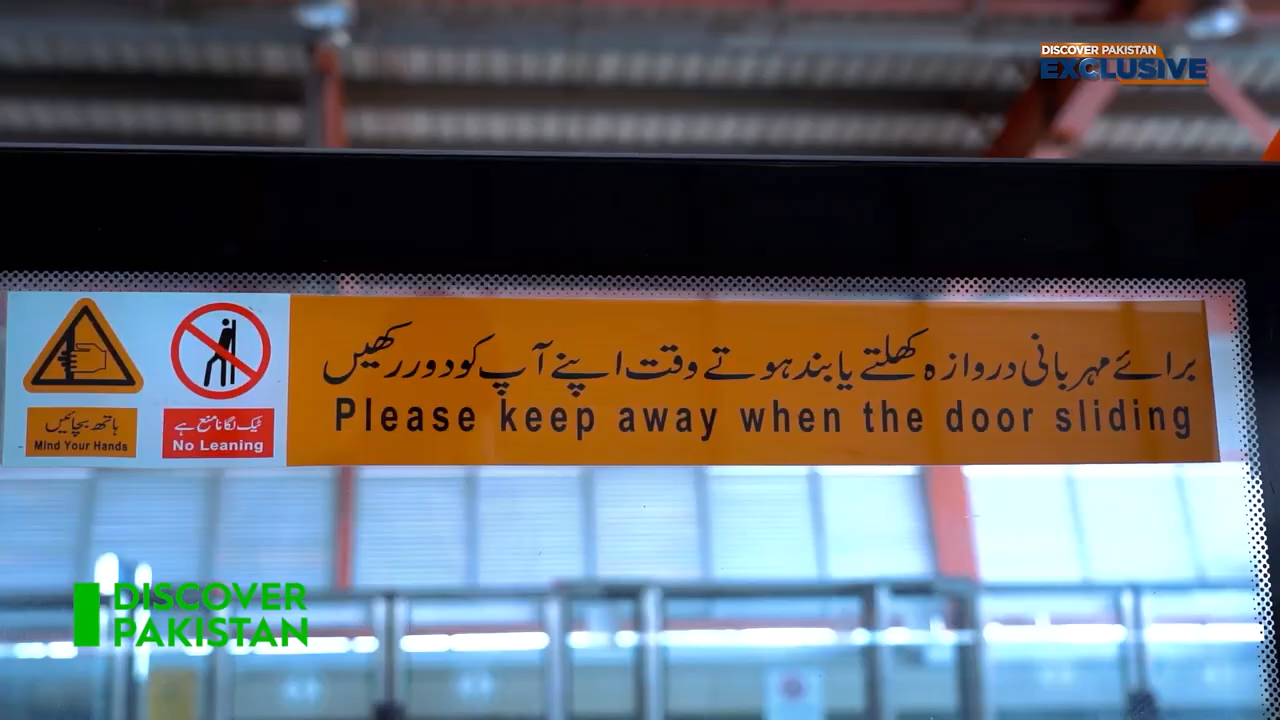 DISCOVER PAKISTAN
EXCLUSIVE
برائے مہربانی دروازہ کھلتے یا بند ہوتے وقت اپنے آپ کو دور رکھیں
Please keep away when the door sliding
ہاتھ بچائیں
Mind Your Hands
ٹیک لگانا منع ہے
No Leaning
DISCOVER
PAKISTAN